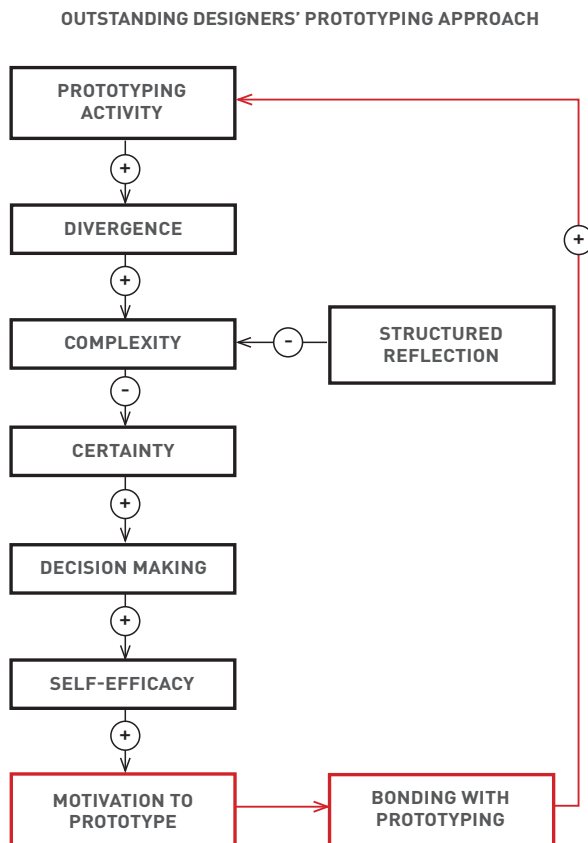 OUTSTANDING DESIGNERS' PROTOTYPING APPROACH
PROTOTYPING
ACTIVITY
+
DIVERGENCE
+
+
COMPLEXITY
-
STRUCTURED
REFLECTION
-
CERTAINTY
+
DECISION MAKING
+
SELF-EFFICACY
+
MOTIVATION TO
PROTOTYPE
BONDING WITH
PROTOTYPING